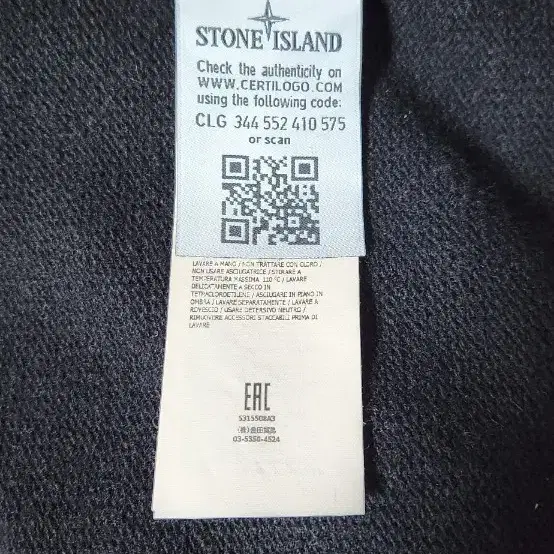 STONE ISLAND
Check the authenticity on
WWW.CERTILOGO.COM
using the following code:
CLG 344 552 410 575
or scan
LAVARE A MANO / NON TRATTARE CON CLORO /
NON USARE ASCIUGATRICE / STIRARE A
TEMPERATURA MASSIMA 110 °C / LAVARE
DELICATAMENTE A SECCO IN
TETRACLOROETILENE / ASCIUGARE IN PIANO IN
OMBRA / LAVARE SEPARATAMENTE / LAVARE A
ROVESCIO / USARE DETERSIVO NEUTRO /
RIMUOVERE ACCESSORI STACCABILI PRIMA DI
LAVARE
EAC
5315508A3
03-5350-4524